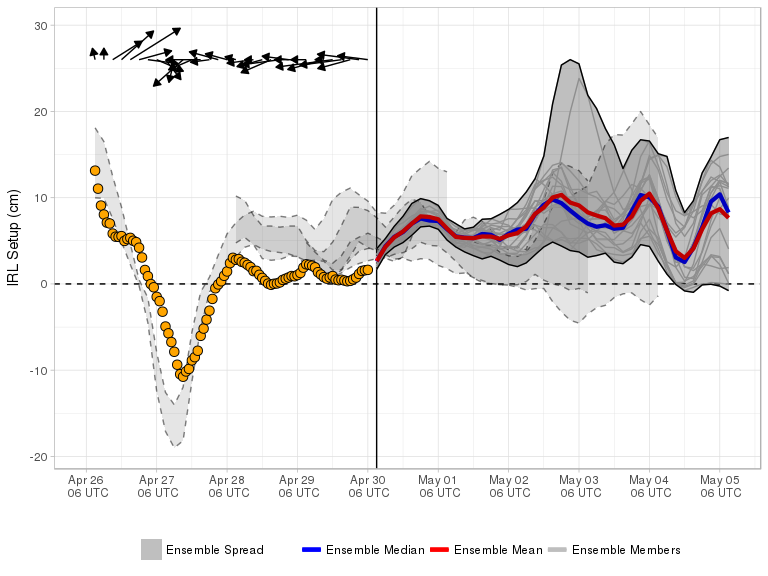 30
20
10
0
-10
-20
IRL Setup (cm)
Apr 26
06 UTC
Apr 27
06 UTC
Apr 28
06 UTC
Apr 29
06 UTC
Apr 30
06 UTC
May 01
06 UTC
May 02
06 UTC
May 03
06 UTC
May 04
06 UTC
May 05
06 UTC
Ensemble Spread
Ensemble Median
Ensemble Mean
Ensemble Members